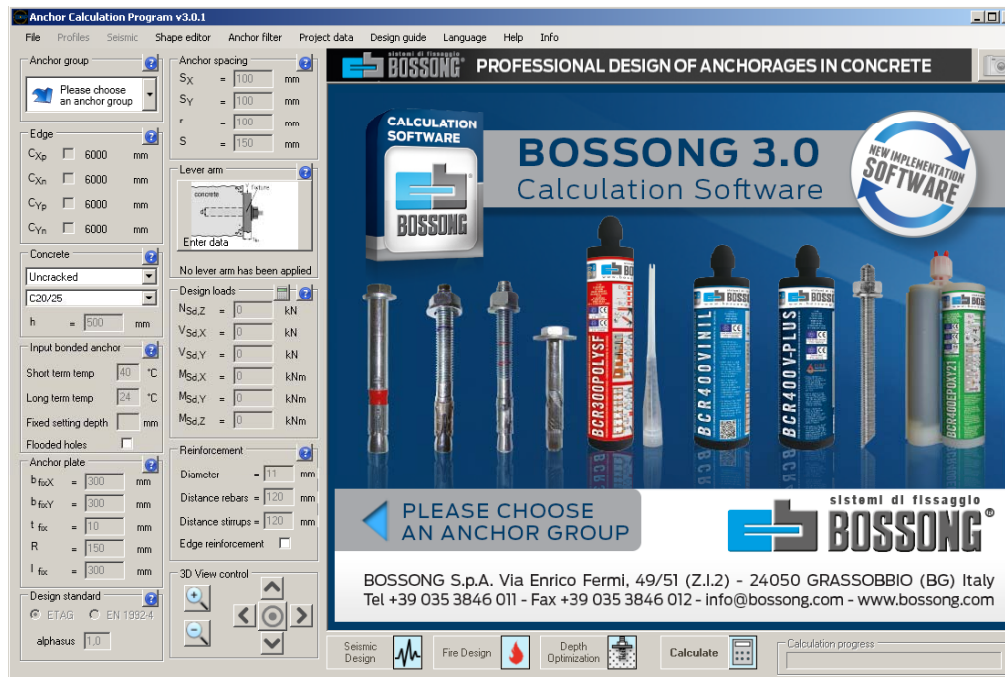 Anchor Calculation Program v3.0.1
File Profiles Seismic Shape editor Anchor filter Project data Design guide Language Help Info
Anchor group
Please choose
an anchor group
Edge
CXp 6000 mm
CXn 6000 mm
CYp 6000 mm
CYn 6000 mm
Concrete
Uncracked
C20/25
h = 500 mm
Input bonded anchor
Short term temp 40 °C
Long term temp 24 °C
Fixed setting depth mm
Flooded holes
Anchor plate
b fixX = 300 mm
b fixY = 300 mm
t fix = 10 mm
R = 150 mm
l fix = 300 mm
Design standard
ETAG EN 1992-4
alphasus 1,0
Anchor spacing
SX = 100 mm
SY = 100 mm
r = 100 mm
S = 150 mm
Lever arm
concrete
fixture
Enter data
No lever arm has been applied
Design loads
NSd,Z = 0 kN
VSd,X = 0 kN
VSd,Y = 0 kN
MSd,X = 0 kNm
MSd,Y = 0 kNm
MSd,Z = 0 kNm
Reinforcement
Diameter = 11 mm
Distance rebars = 120 mm
Distance stirrups = 120 mm
Edge reinforcement
3D View control
sistemi di fissaggio
BOSSONG® PROFESSIONAL DESIGN OF ANCHORAGES IN CONCRETE
CALCULATION
SOFTWARE
BOSSONG
BOSSONG 3.0
Calculation Software
NEW IMPLEMENTATION
SOFTWARE
BCR300POLYSF
BCR400VINIL
BCR400V-PLUS
BCR400EPOXY21
PLEASE CHOOSE
AN ANCHOR GROUP
sistemi di fissaggio
BOSSONG®
BOSSONG S.p.A. Via Enrico Fermi, 49/51 (Z.I.2) - 24050 GRASSOBBIO (BG) Italy
Tel +39 035 3846 011 - Fax +39 035 3846 012 - info@bossong.com - www.bossong.com
Seismic
Design
Fire Design
Depth
Optimization
Calculate
Calculation progress